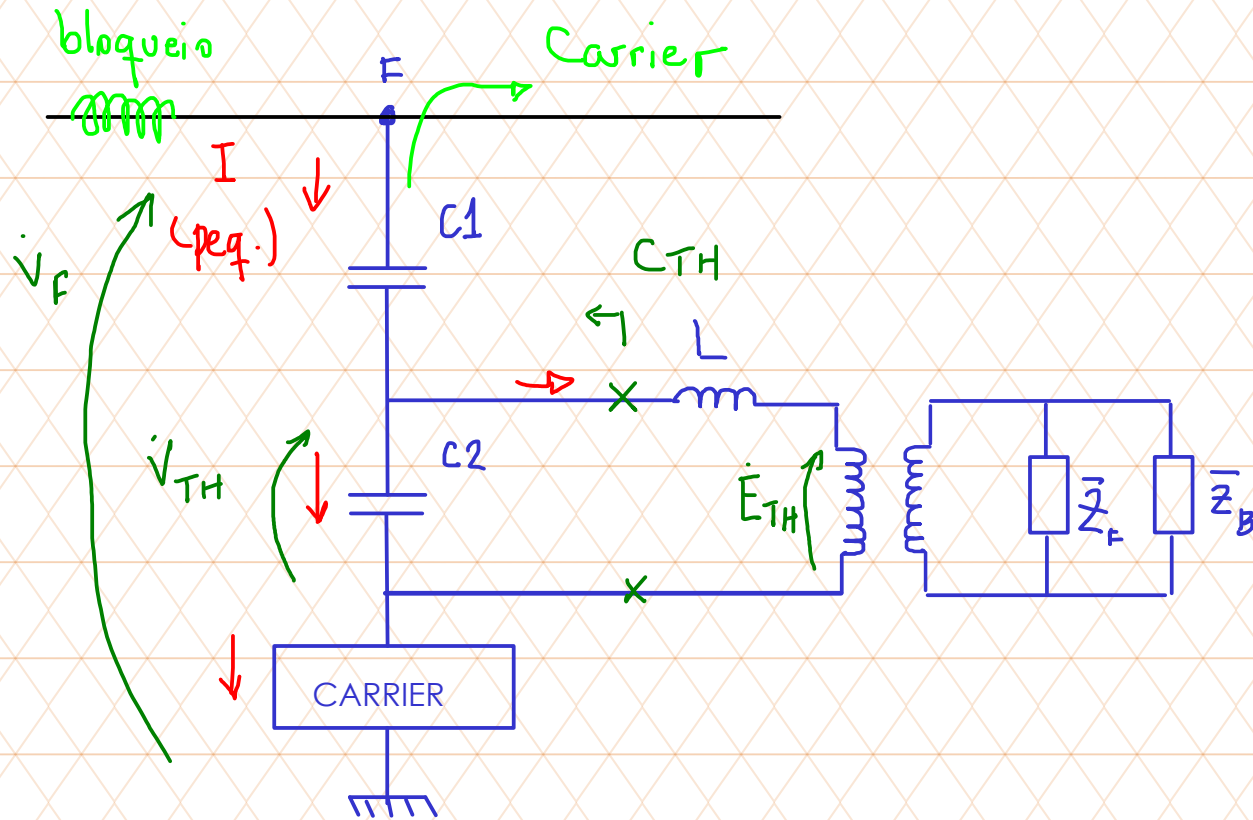 bloqueio
Carrier
F
I
(peq.)
C1
V̇F
CTH
L
C2
V̇TH
ĖTH
Z̅F
Z̅B
CARRIER